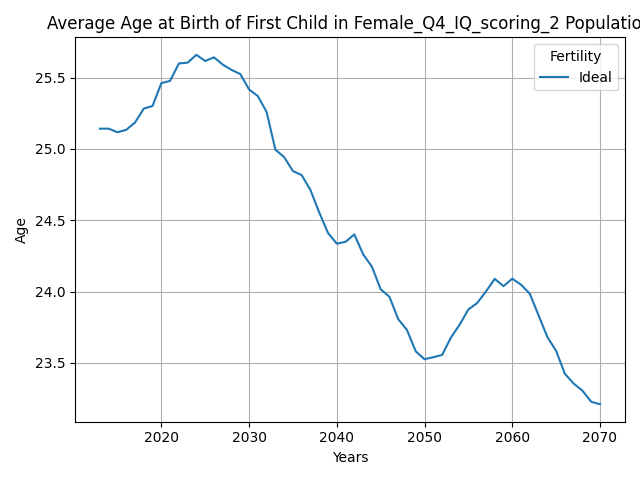 Average Age at Birth of First Child in Female_Q4_IQ_scoring_2 Populatio
Fertility
Ideal
25.5
25.0
24.5
24.0
23.5
Age
2020 2030 2040 2050 2060 2070
Years